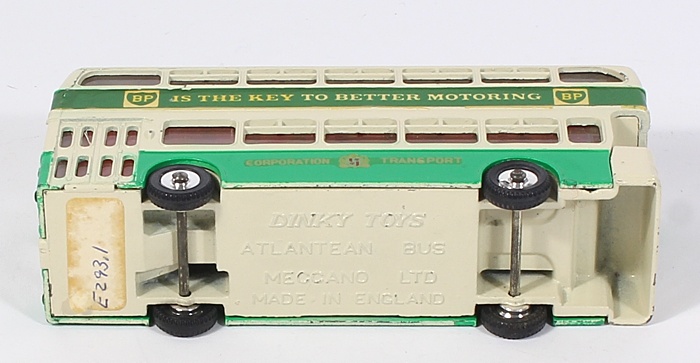 BP IS THE KEY TO BETTER MOTORING BP
CORPORATION TRANSPORT
DINKY TOYS
ATLANTEAN BUS
MECCANO LTD
MADE IN ENGLAND
E293.1